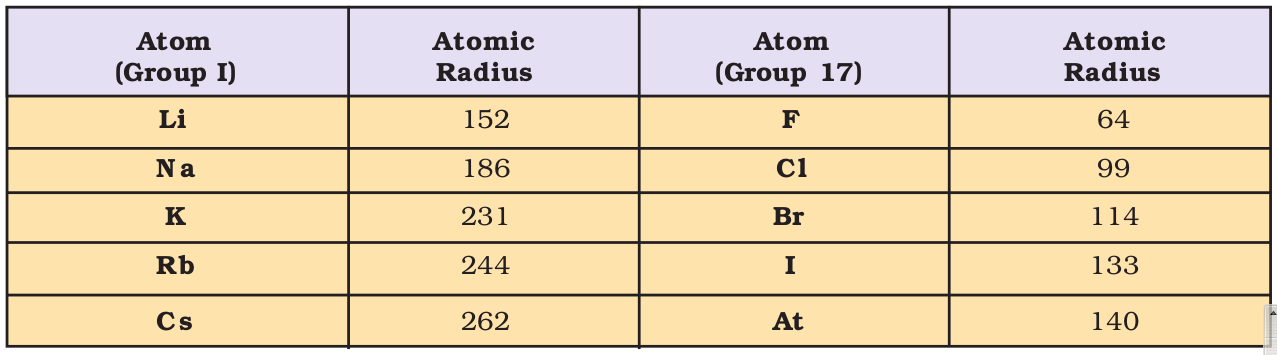 Atom Atomic Atom Atomic
(Group I) Radius (Group 17) Radius
Li 152 F 64
Na 186 Cl 99
K 231 Br 114
Rb 244 I 133
Cs 262 At 140